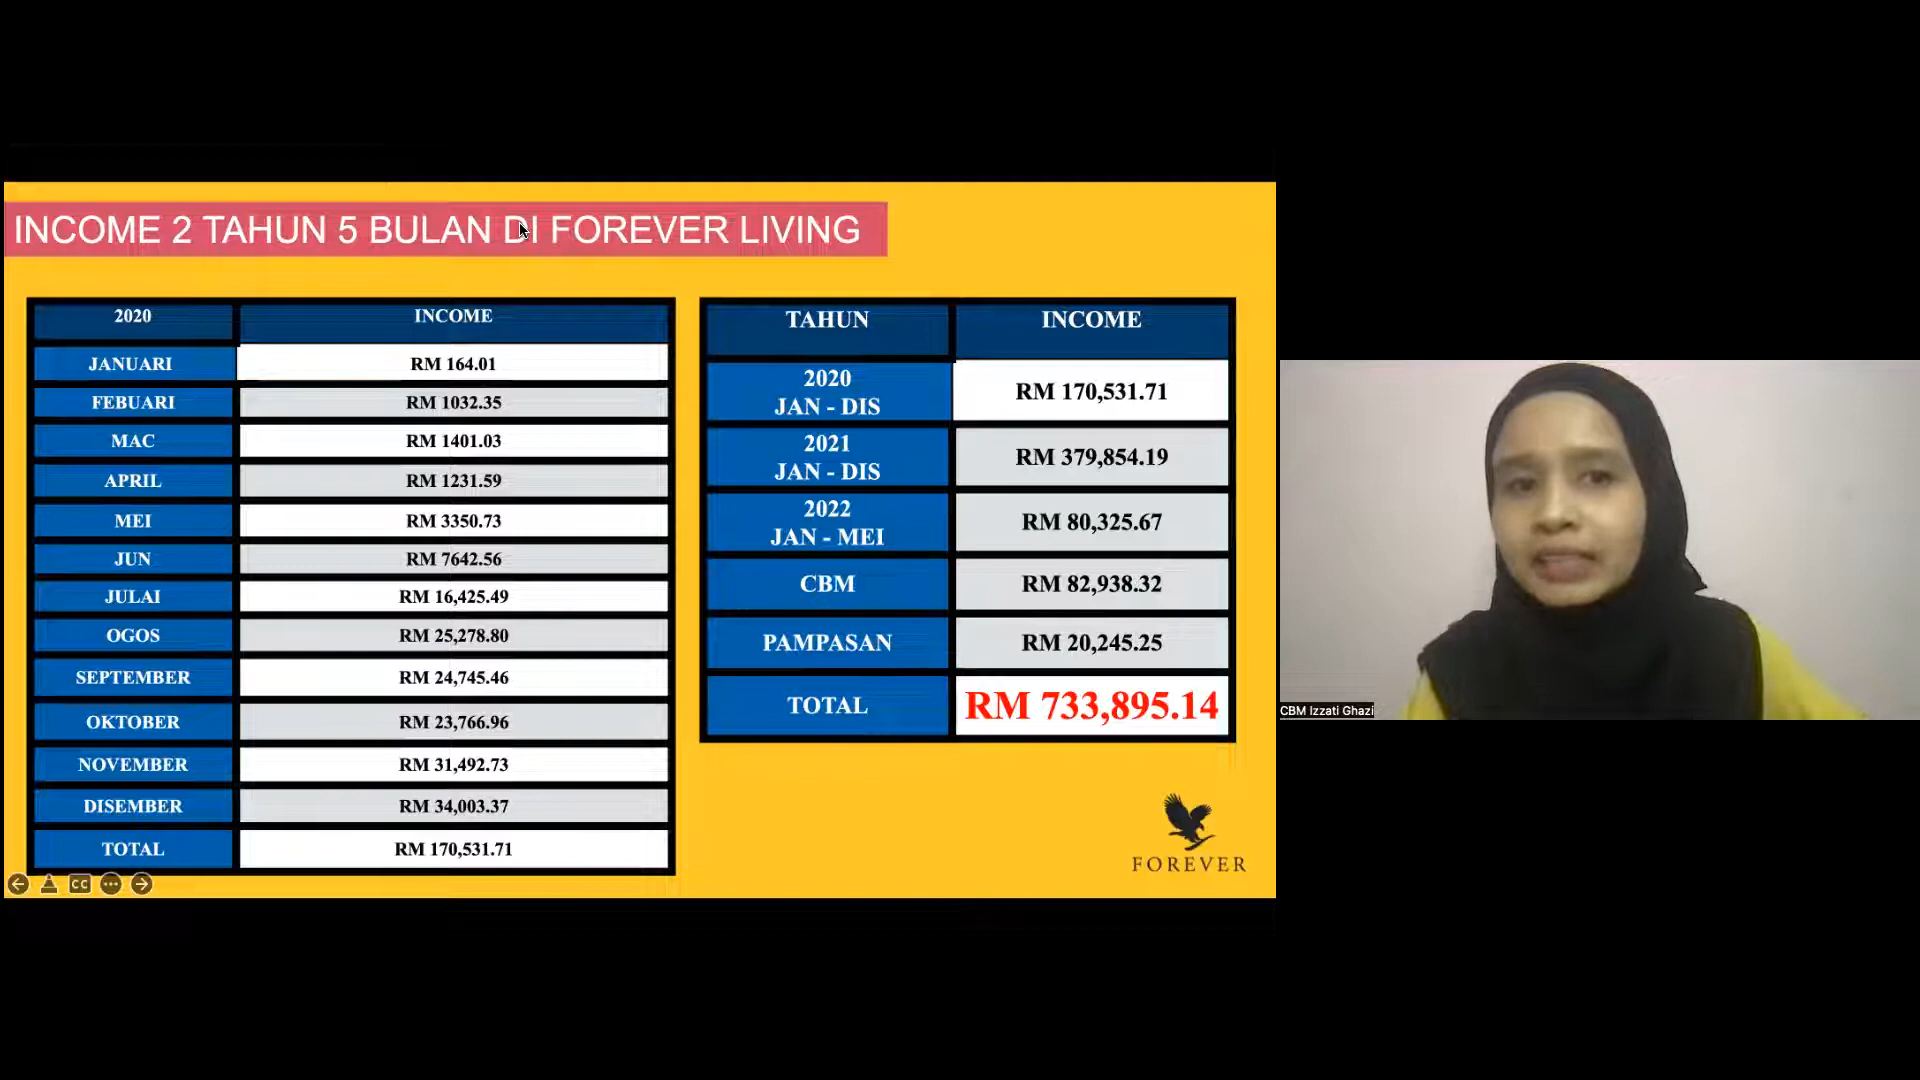 INCOME 2 TAHUN 5 BULAN DI FOREVER LIVING
2020 INCOME
JANUARI RM 164.01
FEBUARI RM 1032.35
MAC RM 1401.03
APRIL RM 1231.59
MEI RM 3350.73
JUN RM 7642.56
JULAI RM 16,425.49
OGOS RM 25,278.80
SEPTEMBER RM 24,745.46
OKTOBER RM 23,766.96
NOVEMBER RM 31,492.73
DISEMBER RM 34,003.37
TOTAL RM 170,531.71
TAHUN INCOME
2020
JAN - DIS RM 170,531.71
2021
JAN - DIS RM 379,854.19
2022
JAN - MEI RM 80,325.67
CBM RM 82,938.32
PAMPASAN RM 20,245.25
TOTAL RM 733,895.14
FOREVER
CC
CBM Izzati Ghazi